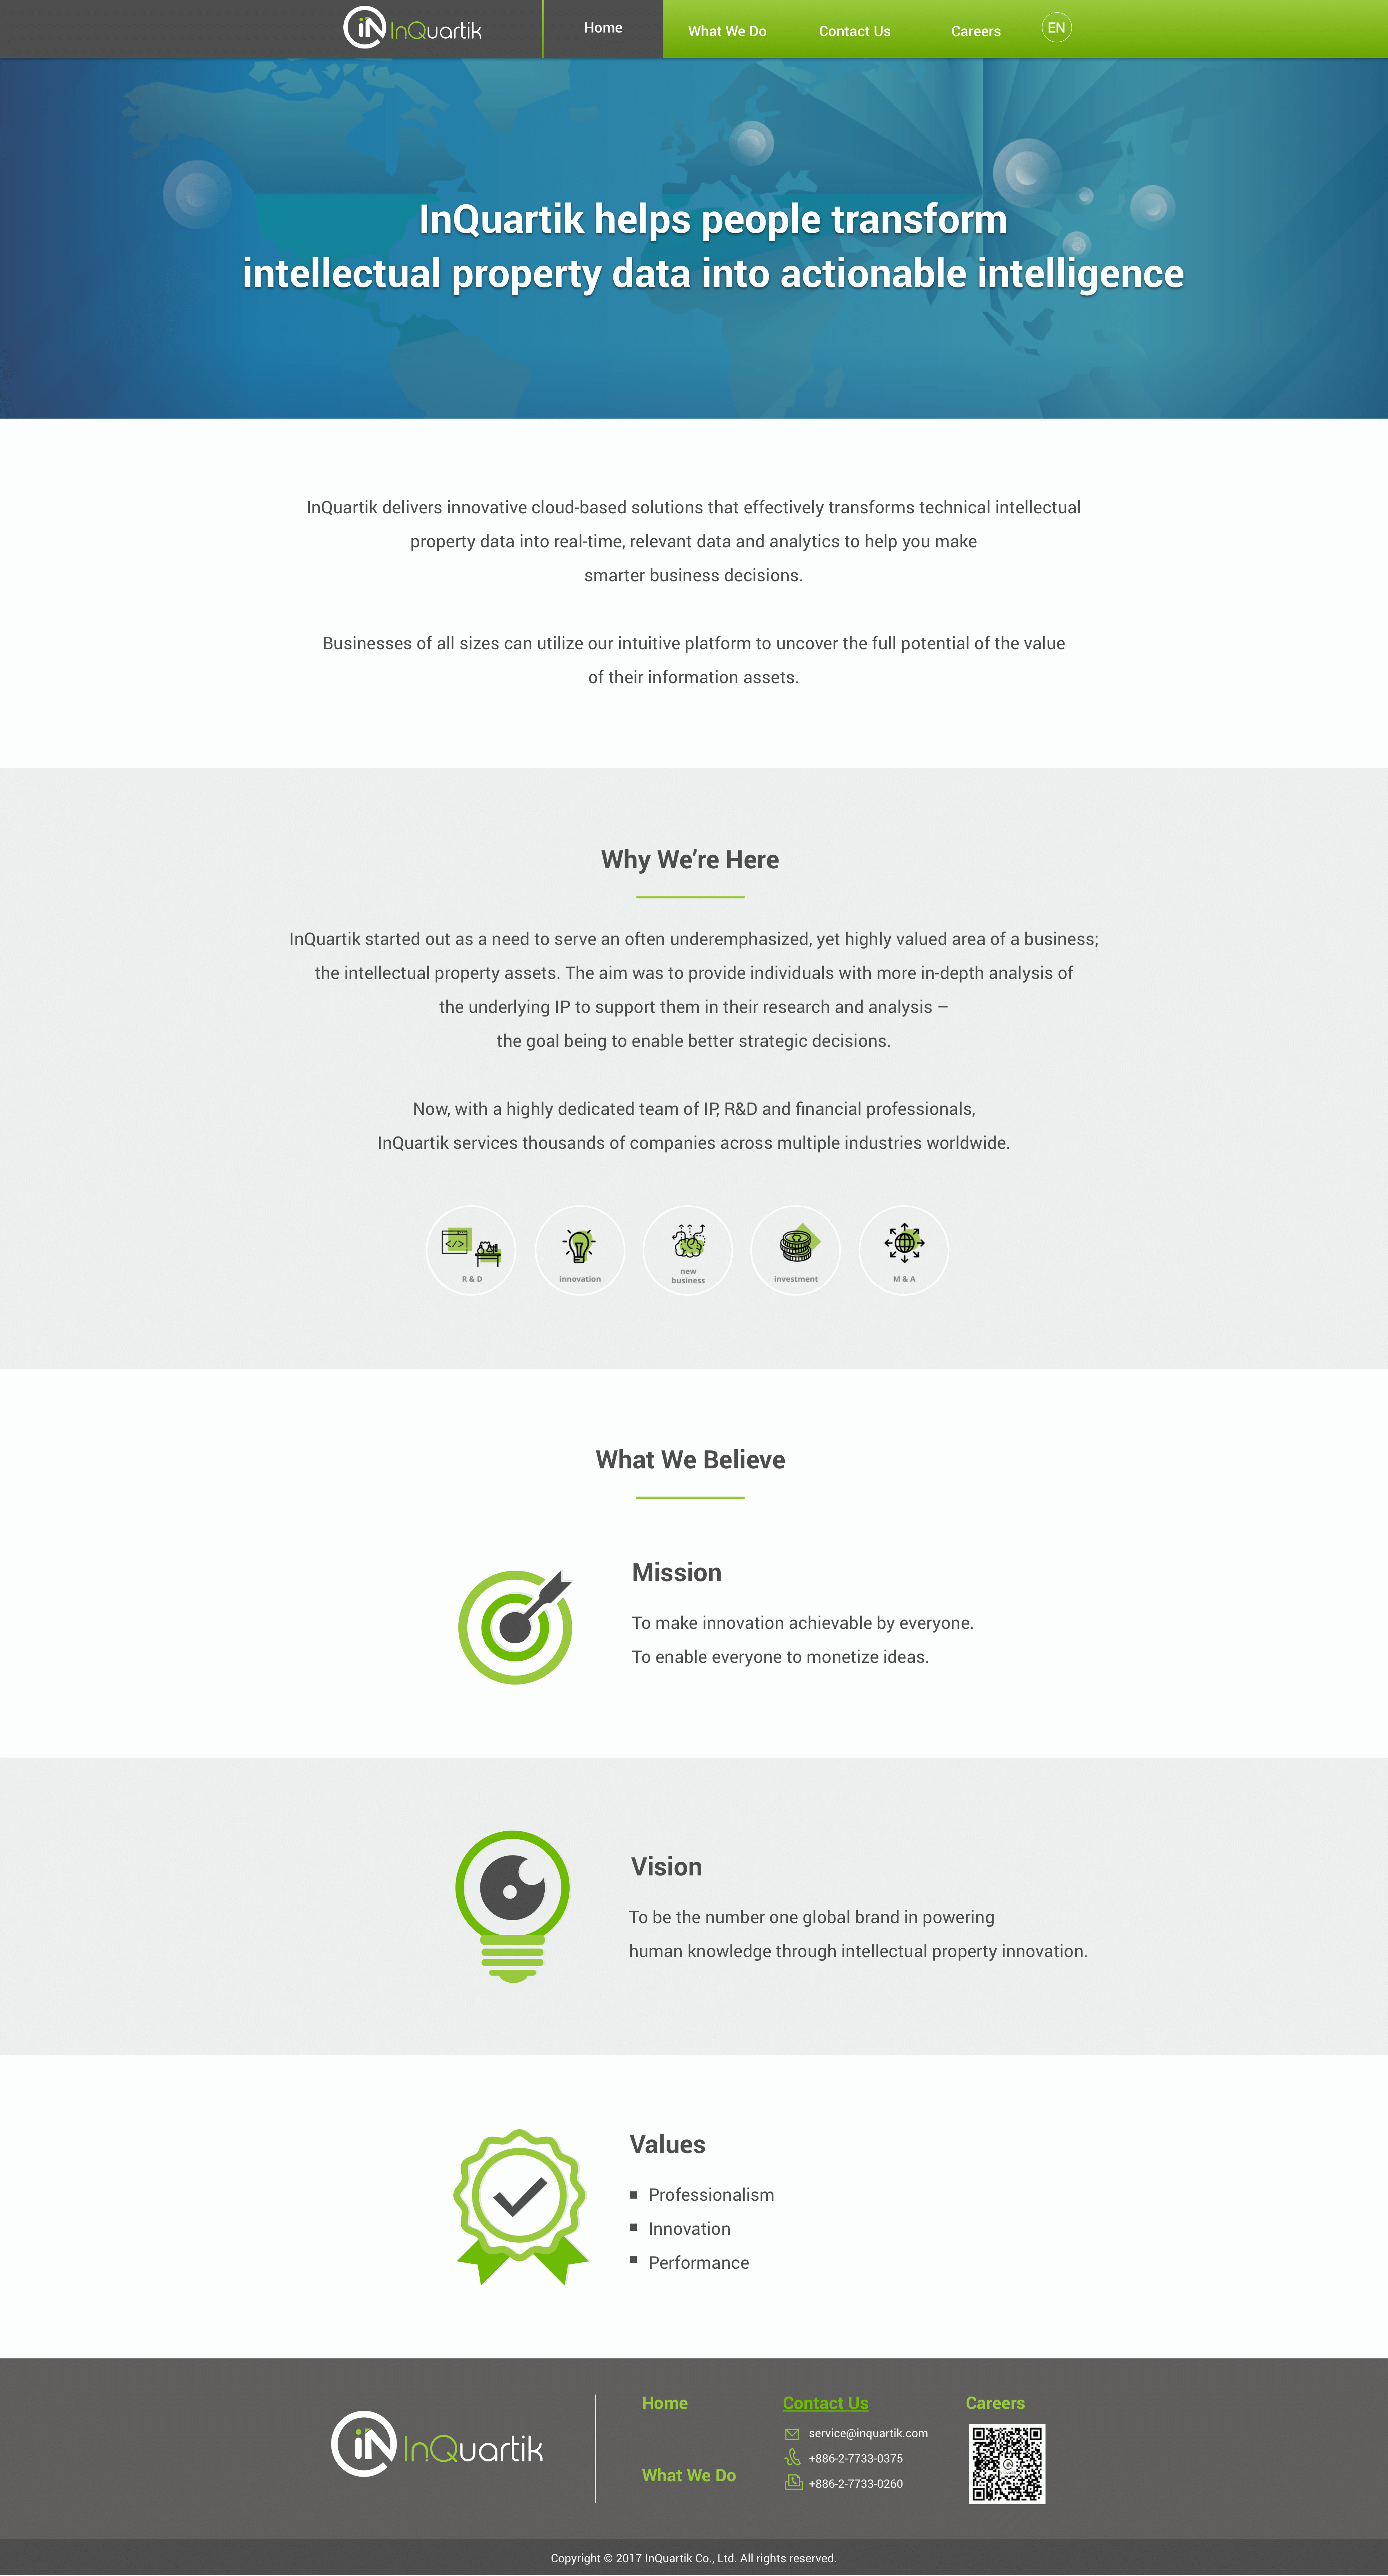 iN InQuartik
Home
What We Do
Contact Us
Careers
EN
InQuartik helps people transform
intellectual property data into actionable intelligence
InQuartik delivers innovative cloud-based solutions that effectively transforms technical intellectual
property data into real-time, relevant data and analytics to help you make
smarter business decisions.
Businesses of all sizes can utilize our intuitive platform to uncover the full potential of the value
of their information assets.
Why We’re Here
InQuartik started out as a need to serve an often underemphasized, yet highly valued area of a business;
the intellectual property assets. The aim was to provide individuals with more in-depth analysis of
the underlying IP to support them in their research and analysis –
the goal being to enable better strategic decisions.
Now, with a highly dedicated team of IP, R&D and financial professionals,
InQuartik services thousands of companies across multiple industries worldwide.
</>
R & D
innovation
new
business
investment
M & A
What We Believe
Mission
To make innovation achievable by everyone.
To enable everyone to monetize ideas.
Vision
To be the number one global brand in powering
human knowledge through intellectual property innovation.
Values
▪ Professionalism
▪ Innovation
▪ Performance
iN InQuartik
Home
What We Do
Contact Us
service@inquartik.com
+886-2-7733-0375
+886-2-7733-0260
Careers
Copyright © 2017 InQuartik Co., Ltd. All rights reserved.